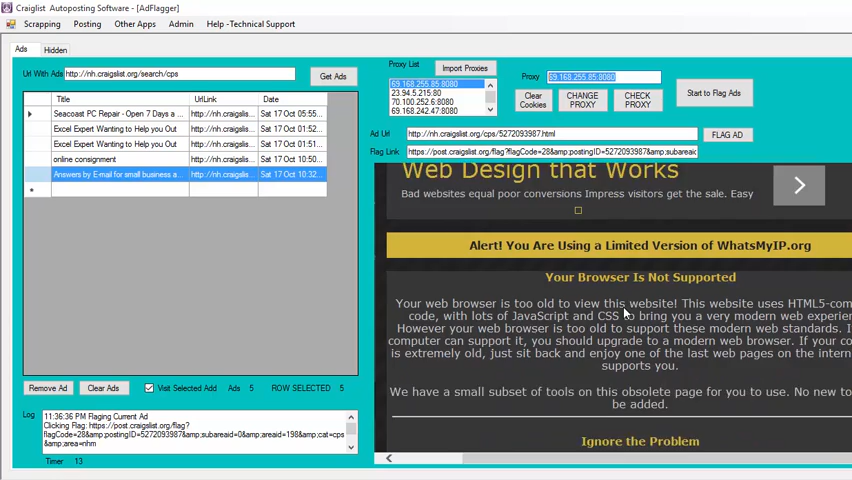 Craiglist Autoposting Software - [AdFlagger]
Scrapping Posting Other Apps Admin Help -Technical Support
Ads Hidden
Url With Ads http://nh.craigslist.org/search/cps Get Ads
Proxy List Import Proxies
69.168.255.85:8080
23.94.5.215:80
70.100.252.6:8080
69.168.242.47:8080
Proxy 69.168.255.85:8080
Clear Cookies CHANGE PROXY CHECK PROXY Start to Flag Ads
Ad Url http://nh.craigslist.org/cps/5272093987.html FLAG AD
Flag Link https://post.craigslist.org/flag?flagCode=28&amp;postingID=5272093987&amp;subareaid
Title UrlLink Date
Seacoast PC Repair - Open 7 Days a ... http://nh.craigslis... Sat 17 Oct 05:55...
Excel Expert Wanting to Help you Out http://nh.craigslis... Sat 17 Oct 01:52...
Excel Expert Wanting to Help you Out http://nh.craigslis... Sat 17 Oct 01:51...
online consignment http://nh.craigslis... Sat 17 Oct 10:50...
Answers by E-mail for small business a... http://nh.craigslis... Sat 17 Oct 10:32...
Web Design that Works
Bad websites equal poor conversions Impress visitors get the sale. Easy
Alert! You Are Using a Limited Version of WhatsMyIP.org
Your Browser Is Not Supported
Your web browser is too old to view this website! This website uses HTML5-com
code, with lots of JavaScript and CSS to bring you a very modern web experien
However your web browser is too old to support these modern web standards. I
computer can support it, you should upgrade to a modern web browser. If your co
is extremely old, just sit back and enjoy one of the last web pages on the intern
supports you.
We have a small subset of tools on this obsolete page for you to use. No new to
be added.
Ignore the Problem
Remove Ad Clear Ads Visit Selected Add Ads 5 ROW SELECTED 5
Log 11:36:36 PM Flaging Current Ad
Clicking Flag: https://post.craigslist.org/flag?
flagCode=28&amp;postingID=5272093987&amp;subareaid=0&amp;areaid=198&amp;cat=cps
&amp;area=nhm
Timer 13